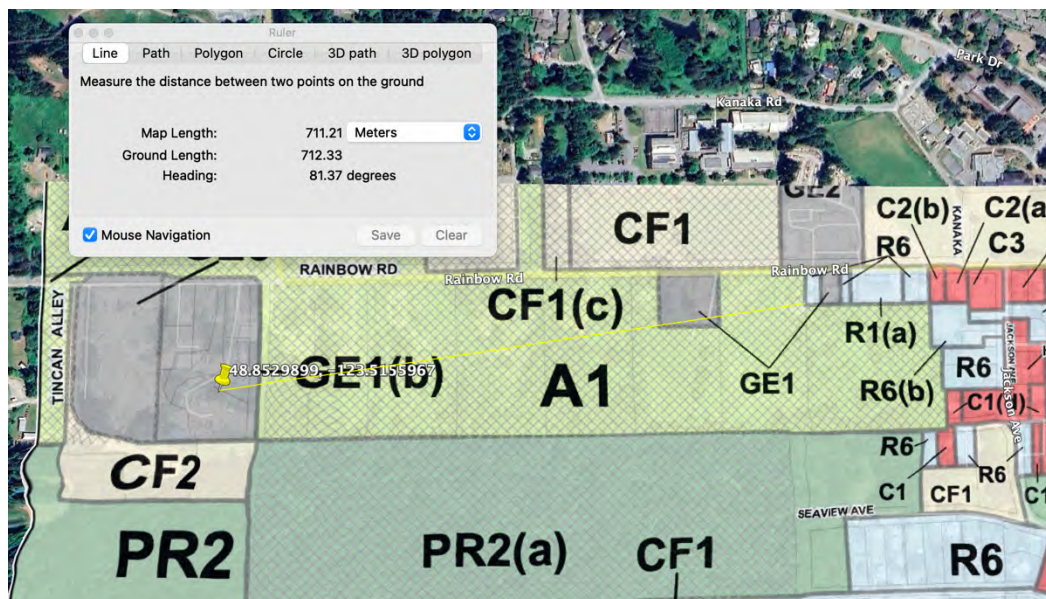 Ruler
Line Path Polygon Circle 3D path 3D polygon
Measure the distance between two points on the ground
Map Length: 711.21 Meters
Ground Length: 712.33
Heading: 81.37 degrees
Mouse Navigation Save Clear
Park Dr
Kanaka Rd
GE2
CF1
C2(b)
KANAKA
C2(a
C3
R6
RAINBOW RD
Rainbow Rd
Rainbow Rd
CF1(c)
R1(a)
TINCAN ALLEY
48.8529899, -123.5155967
GE1(b)
A1
GE1
R6(b)
R6
JACKSON AVE
Jackson Ave
C1(
CF2
R6
C1
CF1
R6
C1
SEAVIEW AVE
PR2
PR2(a)
CF1
R6